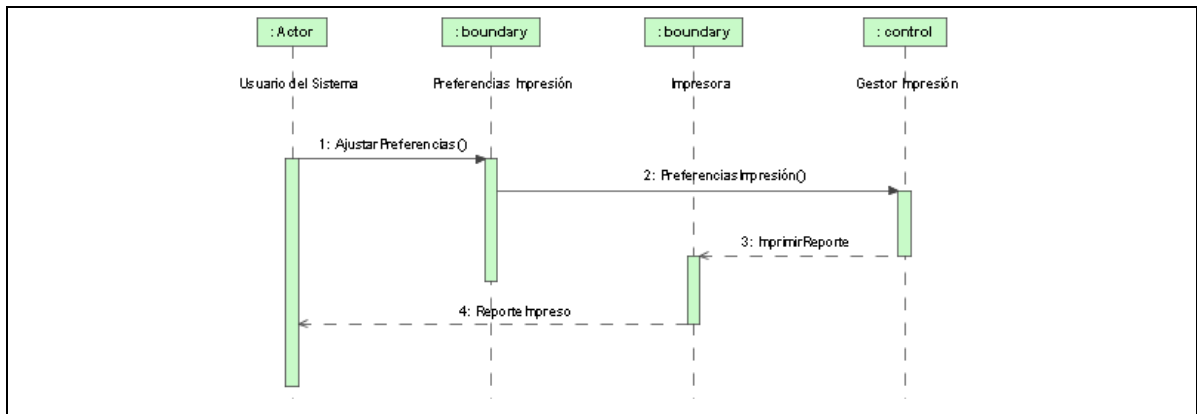 : Actor
: boundary
: boundary
: control
Usuario del Sistema
Preferencias Impresión
Impresora
Gestor Impresión
1: AjustarPreferencias()
2: PreferenciasImpresión()
3: ImprimirReporte
4: ReporteImpreso